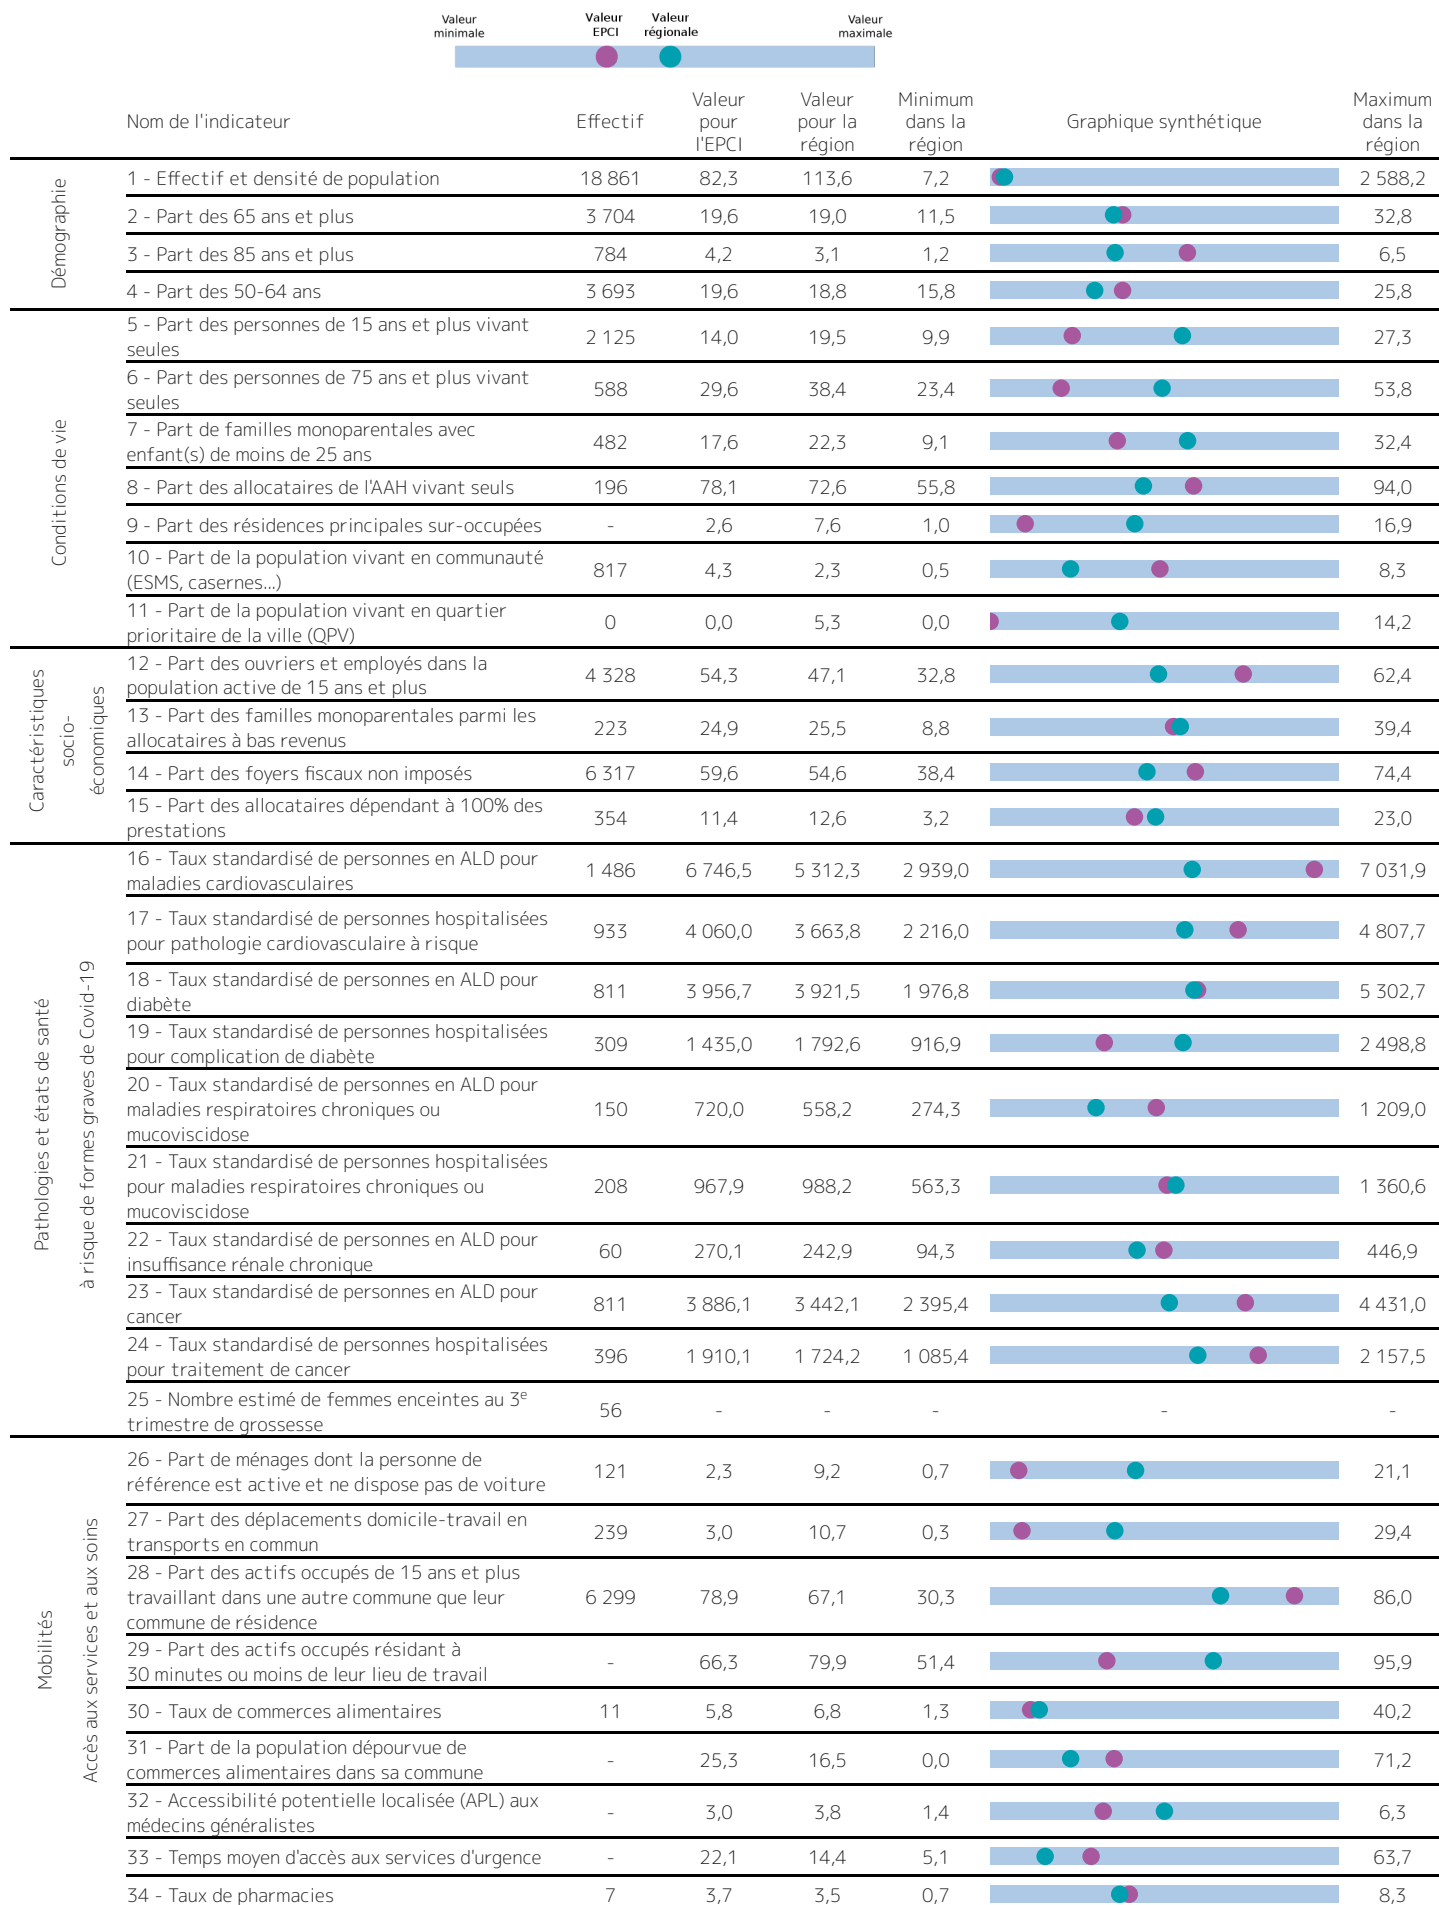 Valeur minimale
Valeur EPCI
Valeur régionale
Valeur maximale
Nom de l'indicateur Effectif Valeur pour l'EPCI Valeur pour la région Minimum dans la région Graphique synthétique Maximum dans la région
Démographie
1 - Effectif et densité de population 18 861 82,3 113,6 7,2 2 588,2
2 - Part des 65 ans et plus 3 704 19,6 19,0 11,5 32,8
3 - Part des 85 ans et plus 784 4,2 3,1 1,2 6,5
4 - Part des 50-64 ans 3 693 19,6 18,8 15,8 25,8
Conditions de vie
5 - Part des personnes de 15 ans et plus vivant
seules 2 125 14,0 19,5 9,9 27,3
6 - Part des personnes de 75 ans et plus vivant
seules 588 29,6 38,4 23,4 53,8
7 - Part de familles monoparentales avec
enfant(s) de moins de 25 ans 482 17,6 22,3 9,1 32,4
8 - Part des allocataires de l'AAH vivant seuls 196 78,1 72,6 55,8 94,0
9 - Part des résidences principales sur-occupées - 2,6 7,6 1,0 16,9
10 - Part de la population vivant en communauté
(ESMS, casernes...) 817 4,3 2,3 0,5 8,3
11 - Part de la population vivant en quartier
prioritaire de la ville (QPV) 0 0,0 5,3 0,0 14,2
Caractéristiques
socio-
économiques
12 - Part des ouvriers et employés dans la
population active de 15 ans et plus 4 328 54,3 47,1 32,8 62,4
13 - Part des familles monoparentales parmi les
allocataires à bas revenus 223 24,9 25,5 8,8 39,4
14 - Part des foyers fiscaux non imposés 6 317 59,6 54,6 38,4 74,4
15 - Part des allocataires dépendant à 100% des
prestations 354 11,4 12,6 3,2 23,0
Pathologies et états de santé
à risque de formes graves de Covid-19
16 - Taux standardisé de personnes en ALD pour
maladies cardiovasculaires 1 486 6 746,5 5 312,3 2 939,0 7 031,9
17 - Taux standardisé de personnes hospitalisées
pour pathologie cardiovasculaire à risque 933 4 060,0 3 663,8 2 216,0 4 807,7
18 - Taux standardisé de personnes en ALD pour
diabète 811 3 956,7 3 921,5 1 976,8 5 302,7
19 - Taux standardisé de personnes hospitalisées
pour complication de diabète 309 1 435,0 1 792,6 916,9 2 498,8
20 - Taux standardisé de personnes en ALD pour
maladies respiratoires chroniques ou 150 720,0 558,2 274,3 1 209,0
mucoviscidose
21 - Taux standardisé de personnes hospitalisées
pour maladies respiratoires chroniques ou 208 967,9 988,2 563,3 1 360,6
mucoviscidose
22 - Taux standardisé de personnes en ALD pour
insuffisance rénale chronique 60 270,1 242,9 94,3 446,9
23 - Taux standardisé de personnes en ALD pour
cancer 811 3 886,1 3 442,1 2 395,4 4 431,0
24 - Taux standardisé de personnes hospitalisées
pour traitement de cancer 396 1 910,1 1 724,2 1 085,4 2 157,5
25 - Nombre estimé de femmes enceintes au 3e
trimestre de grossesse 56 - - - - -
Mobilités
Accès aux services et aux soins
26 - Part de ménages dont la personne de
référence est active et ne dispose pas de voiture 121 2,3 9,2 0,7 21,1
27 - Part des déplacements domicile-travail en
transports en commun 239 3,0 10,7 0,3 29,4
28 - Part des actifs occupés de 15 ans et plus
travaillant dans une autre commune que leur 6 299 78,9 67,1 30,3 86,0
commune de résidence
29 - Part des actifs occupés résidant à
30 minutes ou moins de leur lieu de travail - 66,3 79,9 51,4 95,9
30 - Taux de commerces alimentaires 11 5,8 6,8 1,3 40,2
31 - Part de la population dépourvue de
commerces alimentaires dans sa commune - 25,3 16,5 0,0 71,2
32 - Accessibilité potentielle localisée (APL) aux
médecins généralistes - 3,0 3,8 1,4 6,3
33 - Temps moyen d'accès aux services d'urgence - 22,1 14,4 5,1 63,7
34 - Taux de pharmacies 7 3,7 3,5 0,7 8,3